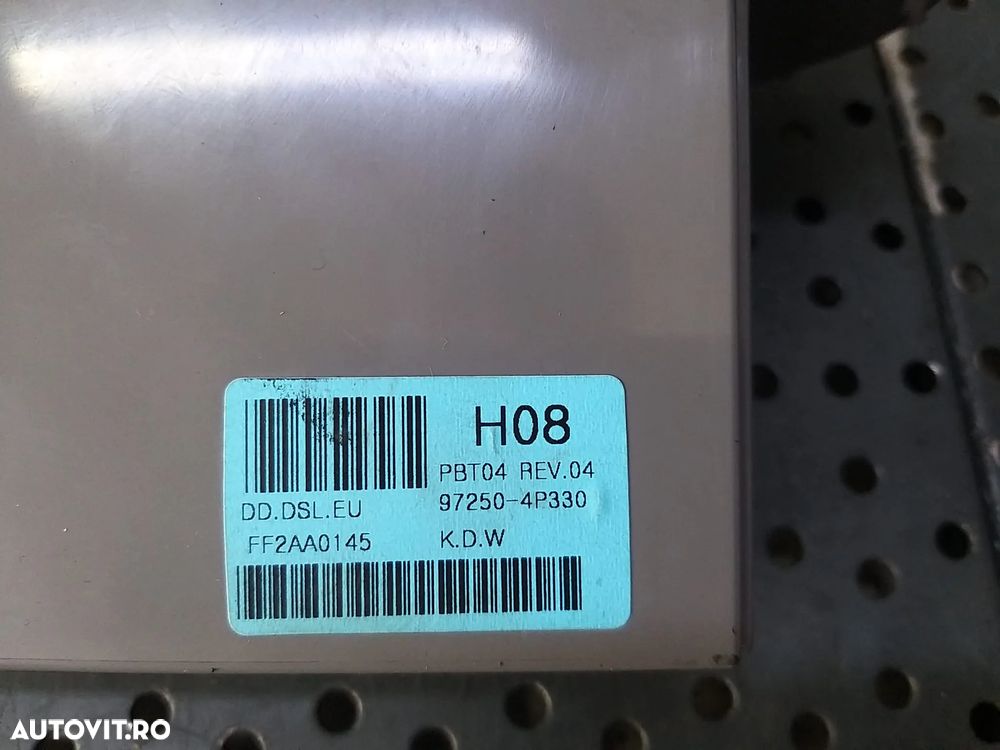 H08
PBT04 REV.04
DD.DSL.EU
97250-4P330
FF2AA0145
K.D.W
AUTOVIT.RO